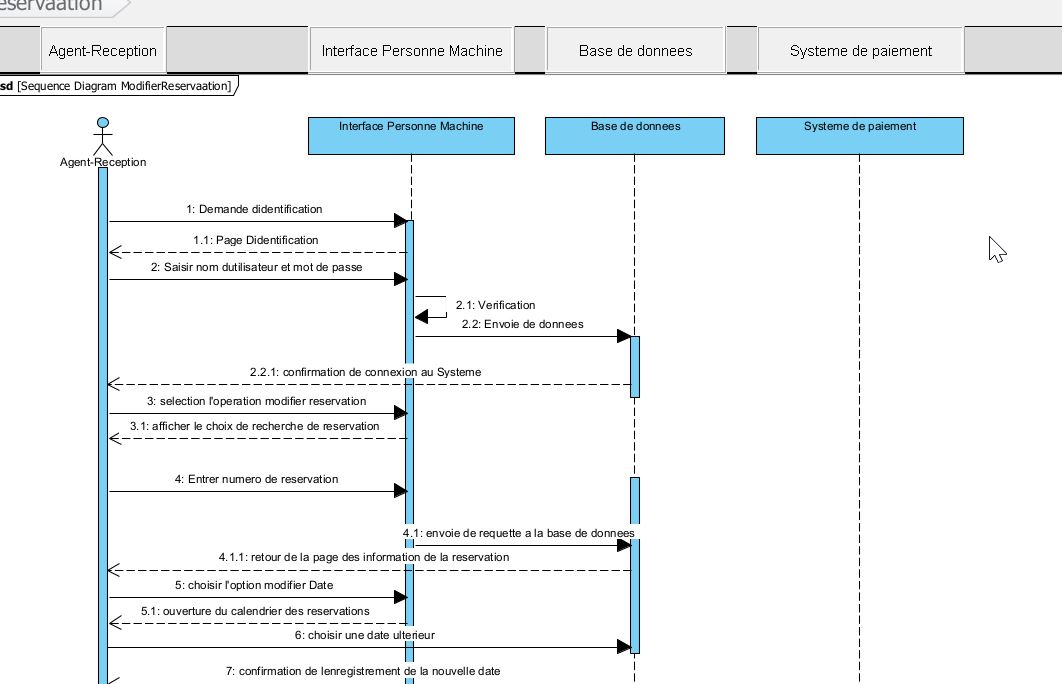 eservaation
Agent-Reception
Interface Personne Machine
Base de donnees
Systeme de paiement
sd [Sequence Diagram ModifierReservaation]
Agent-Reception
Interface Personne Machine
Base de donnees
Systeme de paiement
1: Demande didentification
1.1: Page Didentification
2: Saisir nom dutilisateur et mot de passe
2.1: Verification
2.2: Envoie de donnees
2.2.1: confirmation de connexion au Systeme
3: selection l'operation modifier reservation
3.1: afficher le choix de recherche de reservation
4: Entrer numero de reservation
4.1: envoie de requette a la base de donnees
4.1.1: retour de la page des information de la reservation
5: choisir l'option modifier Date
5.1: ouverture du calendrier des reservations
6: choisir une date ulterieur
7: confirmation de lenregistrement de la nouvelle date